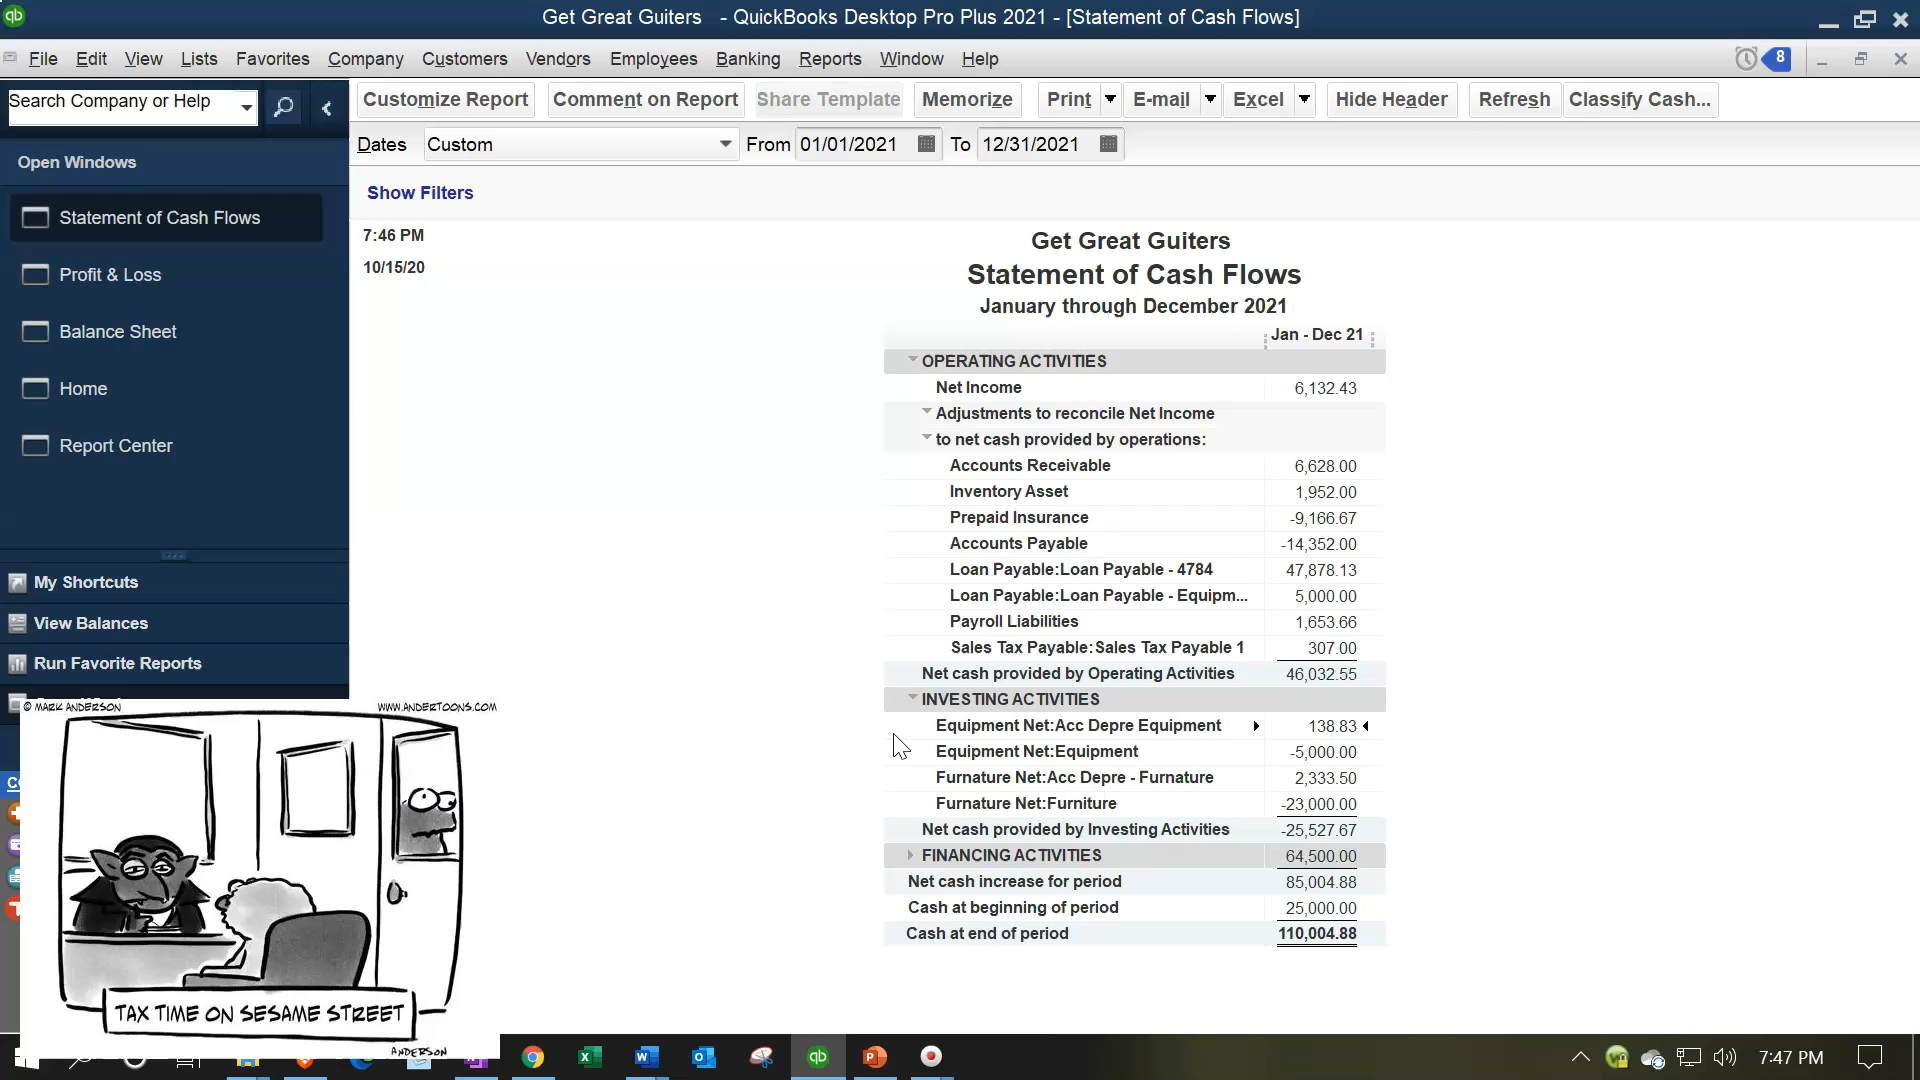 qb
Get Great Guiters - QuickBooks Desktop Pro Plus 2021 - [Statement of Cash Flows]
File Edit View Lists Favorites Company Customers Vendors Employees Banking Reports Window Help
8
Search Company or Help
Customize Report Comment on Report Share Template Memorize Print E-mail Excel Hide Header Refresh Classify Cash...
Dates Custom From 01/01/2021 To 12/31/2021
Open Windows
Show Filters
Statement of Cash Flows
Profit & Loss
Balance Sheet
Home
Report Center
My Shortcuts
View Balances
Run Favorite Reports
7:46 PM
10/15/20
Get Great Guiters
Statement of Cash Flows
January through December 2021
Jan - Dec 21
OPERATING ACTIVITIES
Net Income 6,132.43
Adjustments to reconcile Net Income
to net cash provided by operations:
Accounts Receivable 6,628.00
Inventory Asset 1,952.00
Prepaid Insurance -9,166.67
Accounts Payable -14,352.00
Loan Payable:Loan Payable - 4784 47,878.13
Loan Payable:Loan Payable - Equipm... 5,000.00
Payroll Liabilities 1,653.66
Sales Tax Payable:Sales Tax Payable 1 307.00
Net cash provided by Operating Activities 46,032.55
INVESTING ACTIVITIES
Equipment Net:Acc Depre Equipment 138.83
Equipment Net:Equipment -5,000.00
Furnature Net:Acc Depre - Furnature 2,333.50
Furnature Net:Furniture -23,000.00
Net cash provided by Investing Activities -25,527.67
FINANCING ACTIVITIES 64,500.00
Net cash increase for period 85,004.88
Cash at beginning of period 25,000.00
Cash at end of period 110,004.88
© MARK ANDERSON WWW.ANDERTOONS.COM
TAX TIME ON SESAME STREET
ANDERSON
7:47 PM